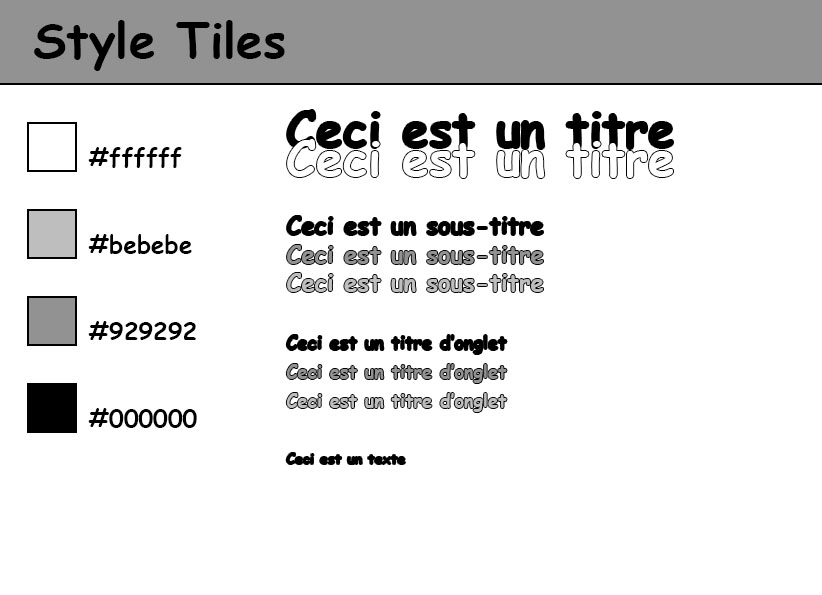 Style Tiles
#ffffff
#bebebe
#929292
#000000
Ceci est un titre
Ceci est un titre
Ceci est un sous-titre
Ceci est un sous-titre
Ceci est un sous-titre
Ceci est un titre d'onglet
Ceci est un titre d'onglet
Ceci est un titre d'onglet
Ceci est un texte